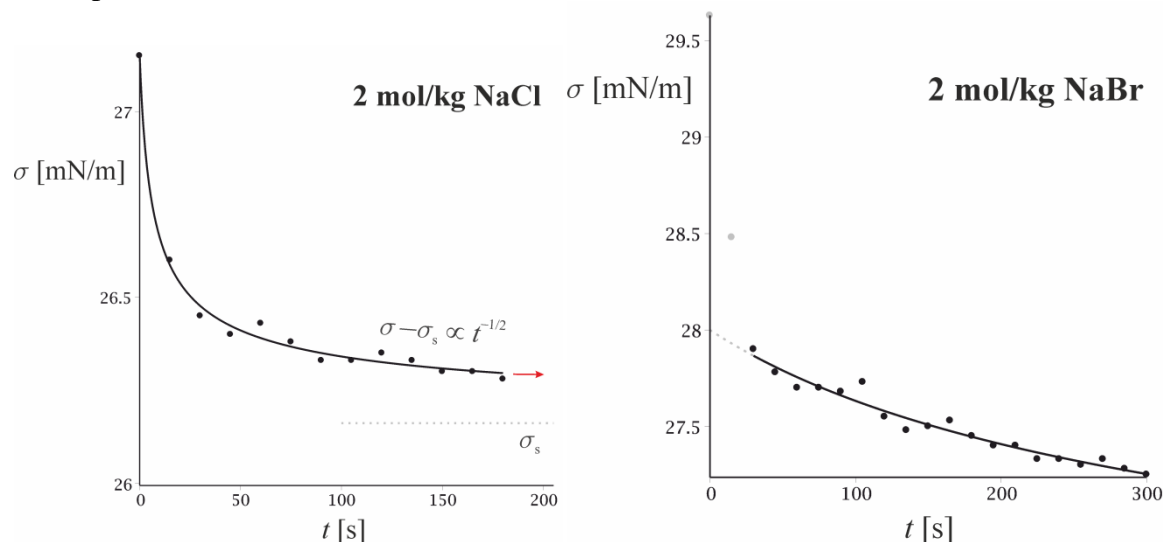 2 mol/kg NaCl
27
σ [mN/m]
26.5
σ−σs ∝ t−1/2
σs
26
0 50 100 150 200
t [s]
σ [mN/m]
2 mol/kg NaBr
29.5
29
28.5
28
27.5
0 100 200 300
t [s]